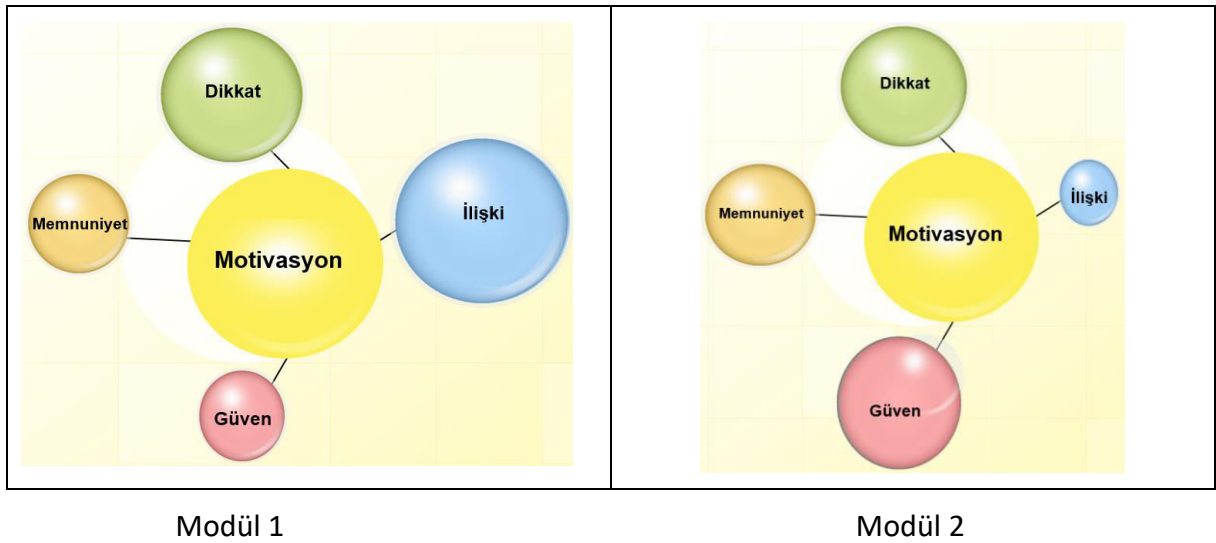 Dikkat
Memnuniyet
İlişki
Motivasyon
Güven
Modül 1
Dikkat
Memnuniyet
İlişki
Motivasyon
Güven
Modül 2